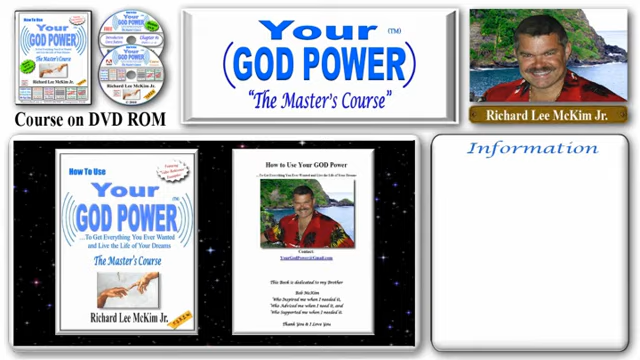 Your
GOD POWER
The Master's Course
Richard Lee McKim Jr.
Course on DVD ROM
Your (TM)
(GOD POWER)
"The Master's Course"
Richard Lee McKim Jr.
How To Use
Your
GOD POWER
...To Get Everything You Ever Wanted
and Live the Life of Your Dreams
The Master's Course
Richard Lee McKim Jr.
How to Use Your GOD Power
...To Get Everything You Ever Wanted and Live the Life of Your Dreams
Contact:
YourGodPower@Gmail.com
This Book is dedicated to my Brother
Bob McKim
Who Inspired me when I needed it,
Who Advised me when I need it, and
Who Supported me when I needed it.
Thank You & I Love You
Information